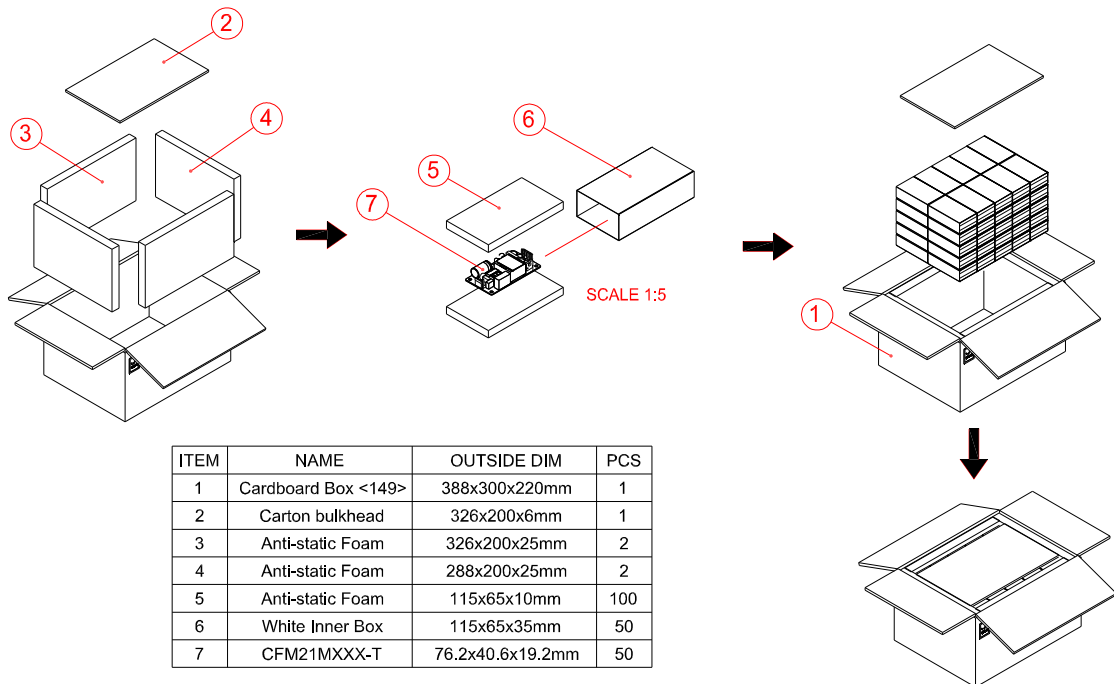 2
3
4
5
6
7
SCALE 1:5
1
ITEM NAME OUTSIDE DIM PCS
1 Cardboard Box <149> 388x300x220mm 1
2 Carton bulkhead 326x200x6mm 1
3 Anti-static Foam 326x200x25mm 2
4 Anti-static Foam 288x200x25mm 2
5 Anti-static Foam 115x65x10mm 100
6 White Inner Box 115x65x35mm 50
7 CFM21MXXX-T 76.2x40.6x19.2mm 50